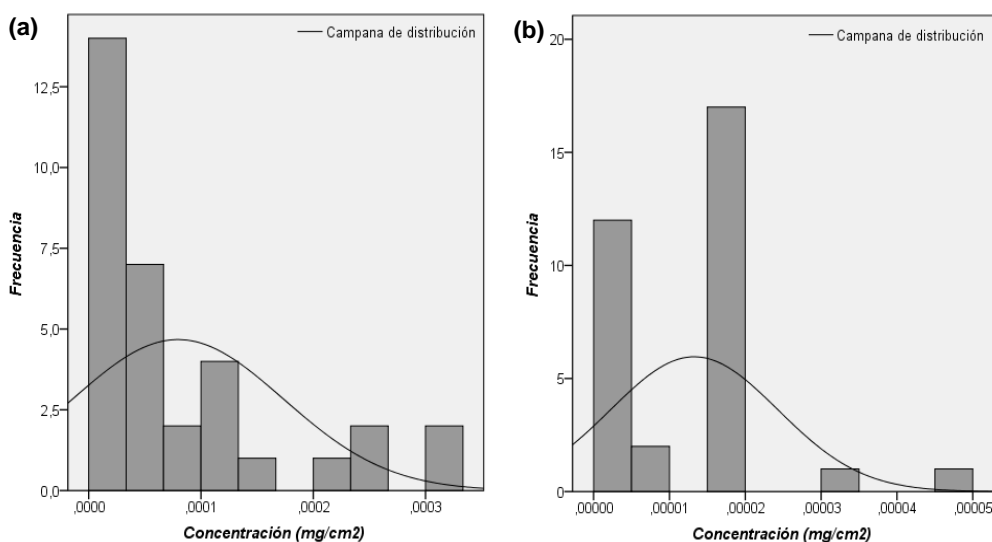 (a)
Campana de distribución
12,5
10,0
7,5
5,0
2,5
0,0
Frecuencia
,0000 ,0001 ,0002 ,0003
Concentración (mg/cm2)
(b)
Campana de distribución
20
15
10
5
0
Frecuencia
,00000 ,00001 ,00002 ,00003 ,00004 ,00005
Concentración (mg/cm2)